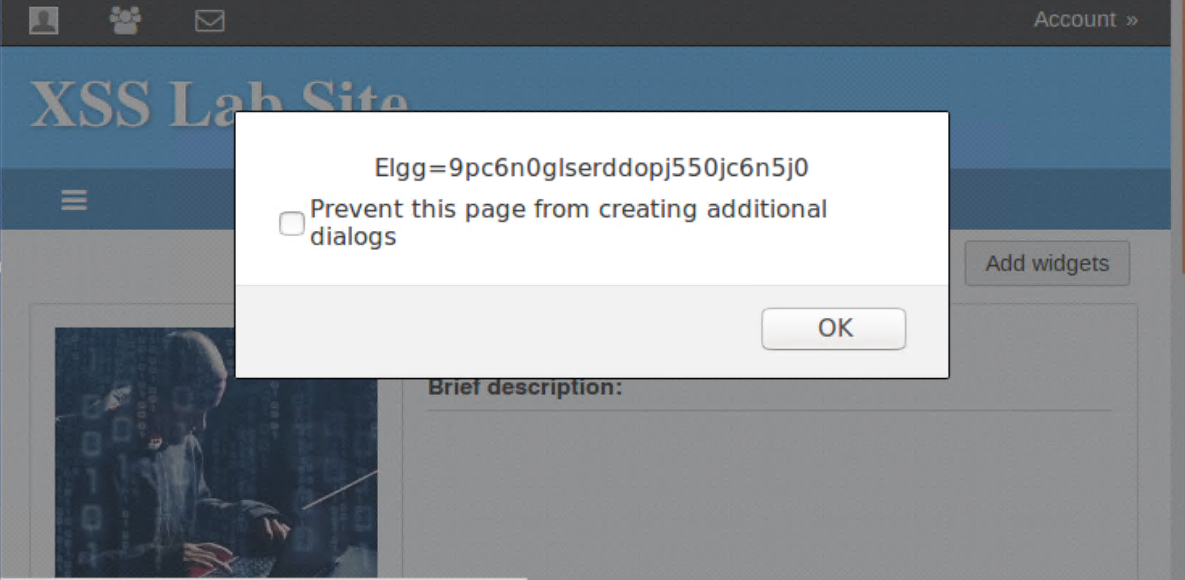 Account »
XSS Lab Site
Elgg=9pc6n0glserddopj550jc6n5j0
Prevent this page from creating additional
dialogs
Add widgets
OK
Brief description: